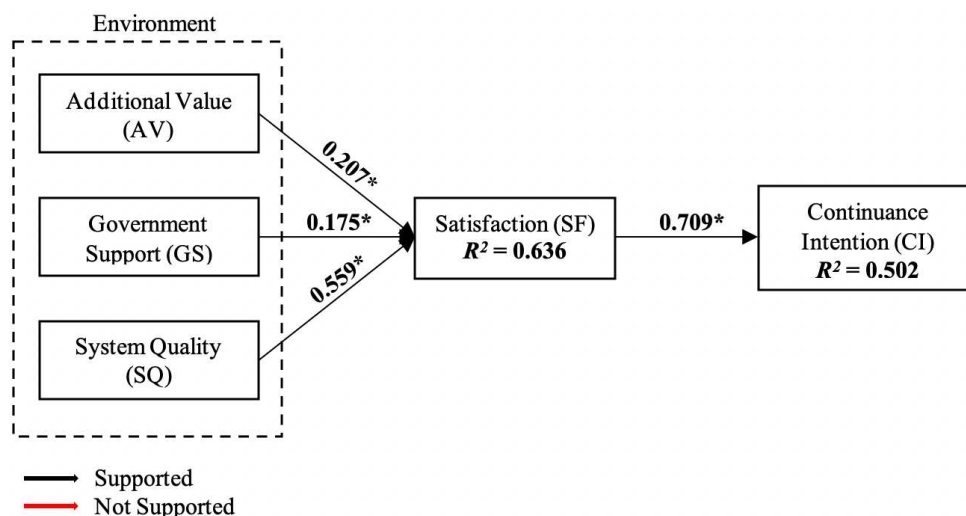 Environment
Additional Value
(AV)
0.207*
Government
Support (GS)
0.175*
Satisfaction (SF)
R² = 0.636
0.709*
Continuance
Intention (CI)
R² = 0.502
0.559*
System Quality
(SQ)
Supported
Not Supported